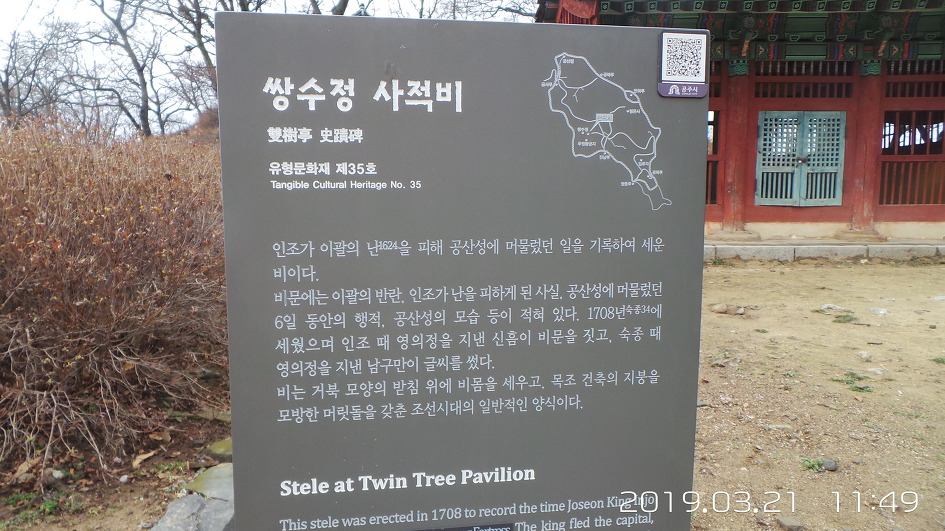 쌍수정 사적비
雙樹亭 史蹟碑
공주시
유형문화재 제35호
Tangible Cultural Heritage No. 35
인조가 이괄의 난1624을 피해 공산성에 머물렀던 일을 기록하여 세운
비이다.
비문에는 이괄의 반란, 인조가 난을 피하게 된 사실, 공산성에 머물렀던
6일 동안의 행적, 공산성의 모습 등이 적혀 있다. 1708년숙종34에
세웠으며 인조 때 영의정을 지낸 신흠이 비문을 짓고, 숙종 때
영의정을 지낸 남구만이 글씨를 썼다.
비는 거북 모양의 받침 위에 비몸을 세우고, 목조 건축의 지붕을
모방한 머릿돌을 갖춘 조선시대의 일반적인 양식이다.
Stele at Twin Tree Pavilion
This stele was erected in 1708 to record the time Joseon King Injo
Fortress. The king fled the capital,
2019.03.21 11:49